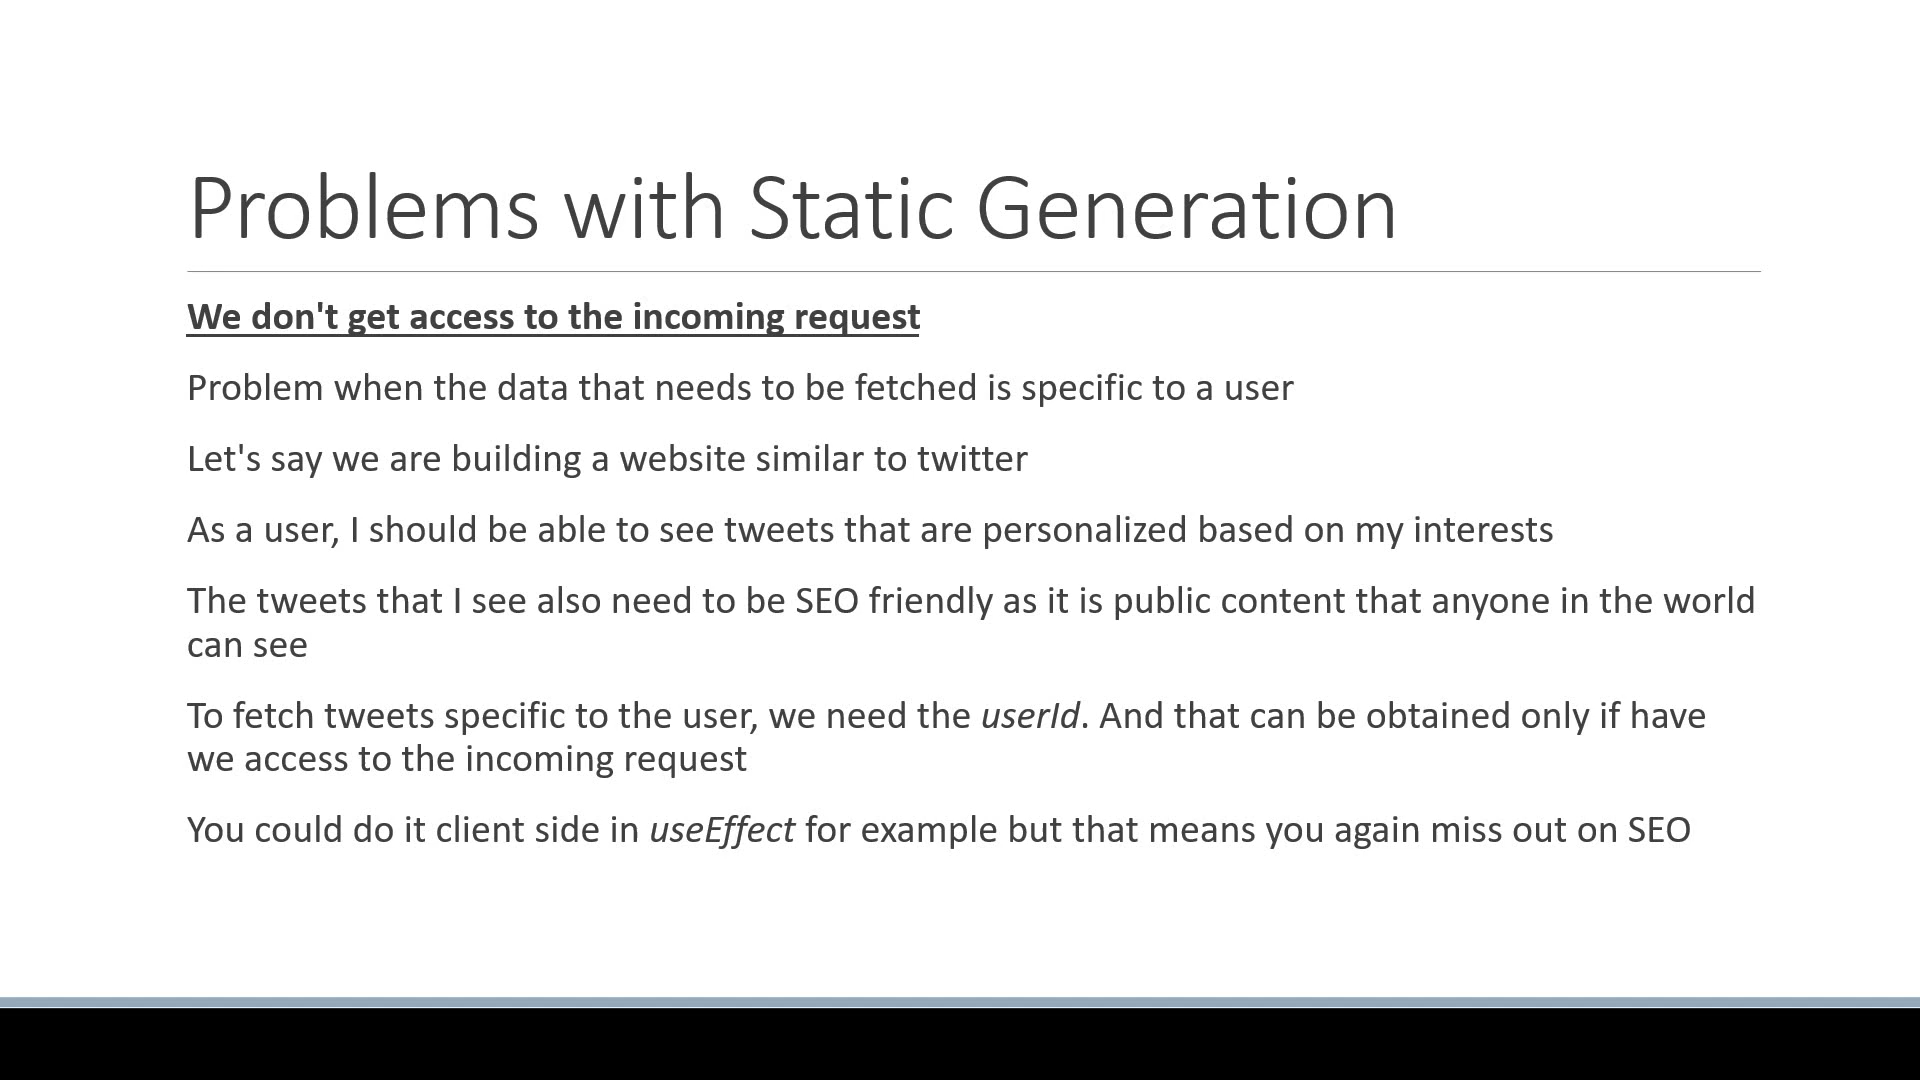 Problems with Static Generation
We don't get access to the incoming request
Problem when the data that needs to be fetched is specific to a user
Let's say we are building a website similar to twitter
As a user, I should be able to see tweets that are personalized based on my interests
The tweets that I see also need to be SEO friendly as it is public content that anyone in the world
can see
To fetch tweets specific to the user, we need the userId. And that can be obtained only if have
we access to the incoming request
You could do it client side in useEffect for example but that means you again miss out on SEO